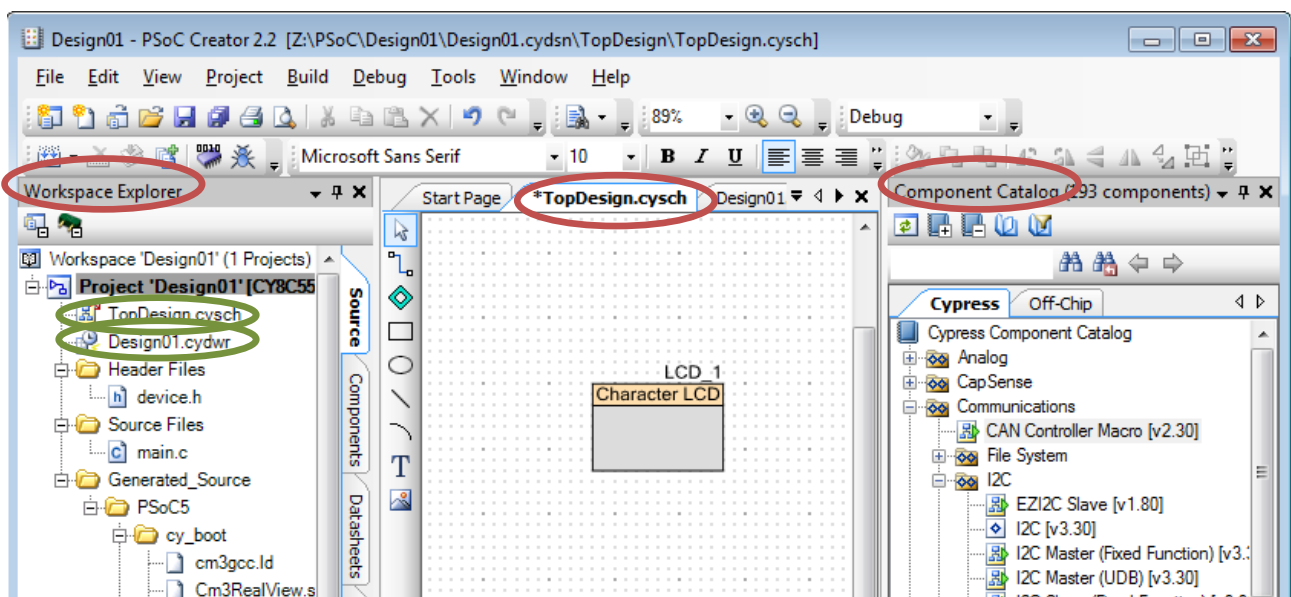 Design01 - PSoC Creator 2.2 [Z:\PSoC\Design01\Design01.cydsn\TopDesign\TopDesign.cysch]
File Edit View Project Build Debug Tools Window Help
89% Debug
Microsoft Sans Serif 10 B I U
Workspace Explorer
Workspace 'Design01' (1 Projects)
Project 'Design01' [CY8C55
TopDesign.cysch
Design01.cydwr
Header Files
device.h
Source Files
main.c
Generated_Source
PSoC5
cy_boot
cm3gcc.ld
Cm3RealView.s
Source
Components
Datasheets
Start Page *TopDesign.cysch Design01
T
LCD_1
Character LCD
Component Catalog (193 components)
Cypress Off-Chip
Cypress Component Catalog
Analog
CapSense
Communications
CAN Controller Macro [v2.30]
File System
I2C
EZI2C Slave [v1.80]
I2C [v3.30]
I2C Master (Fixed Function) [v3.
I2C Master (UDB) [v3.30]